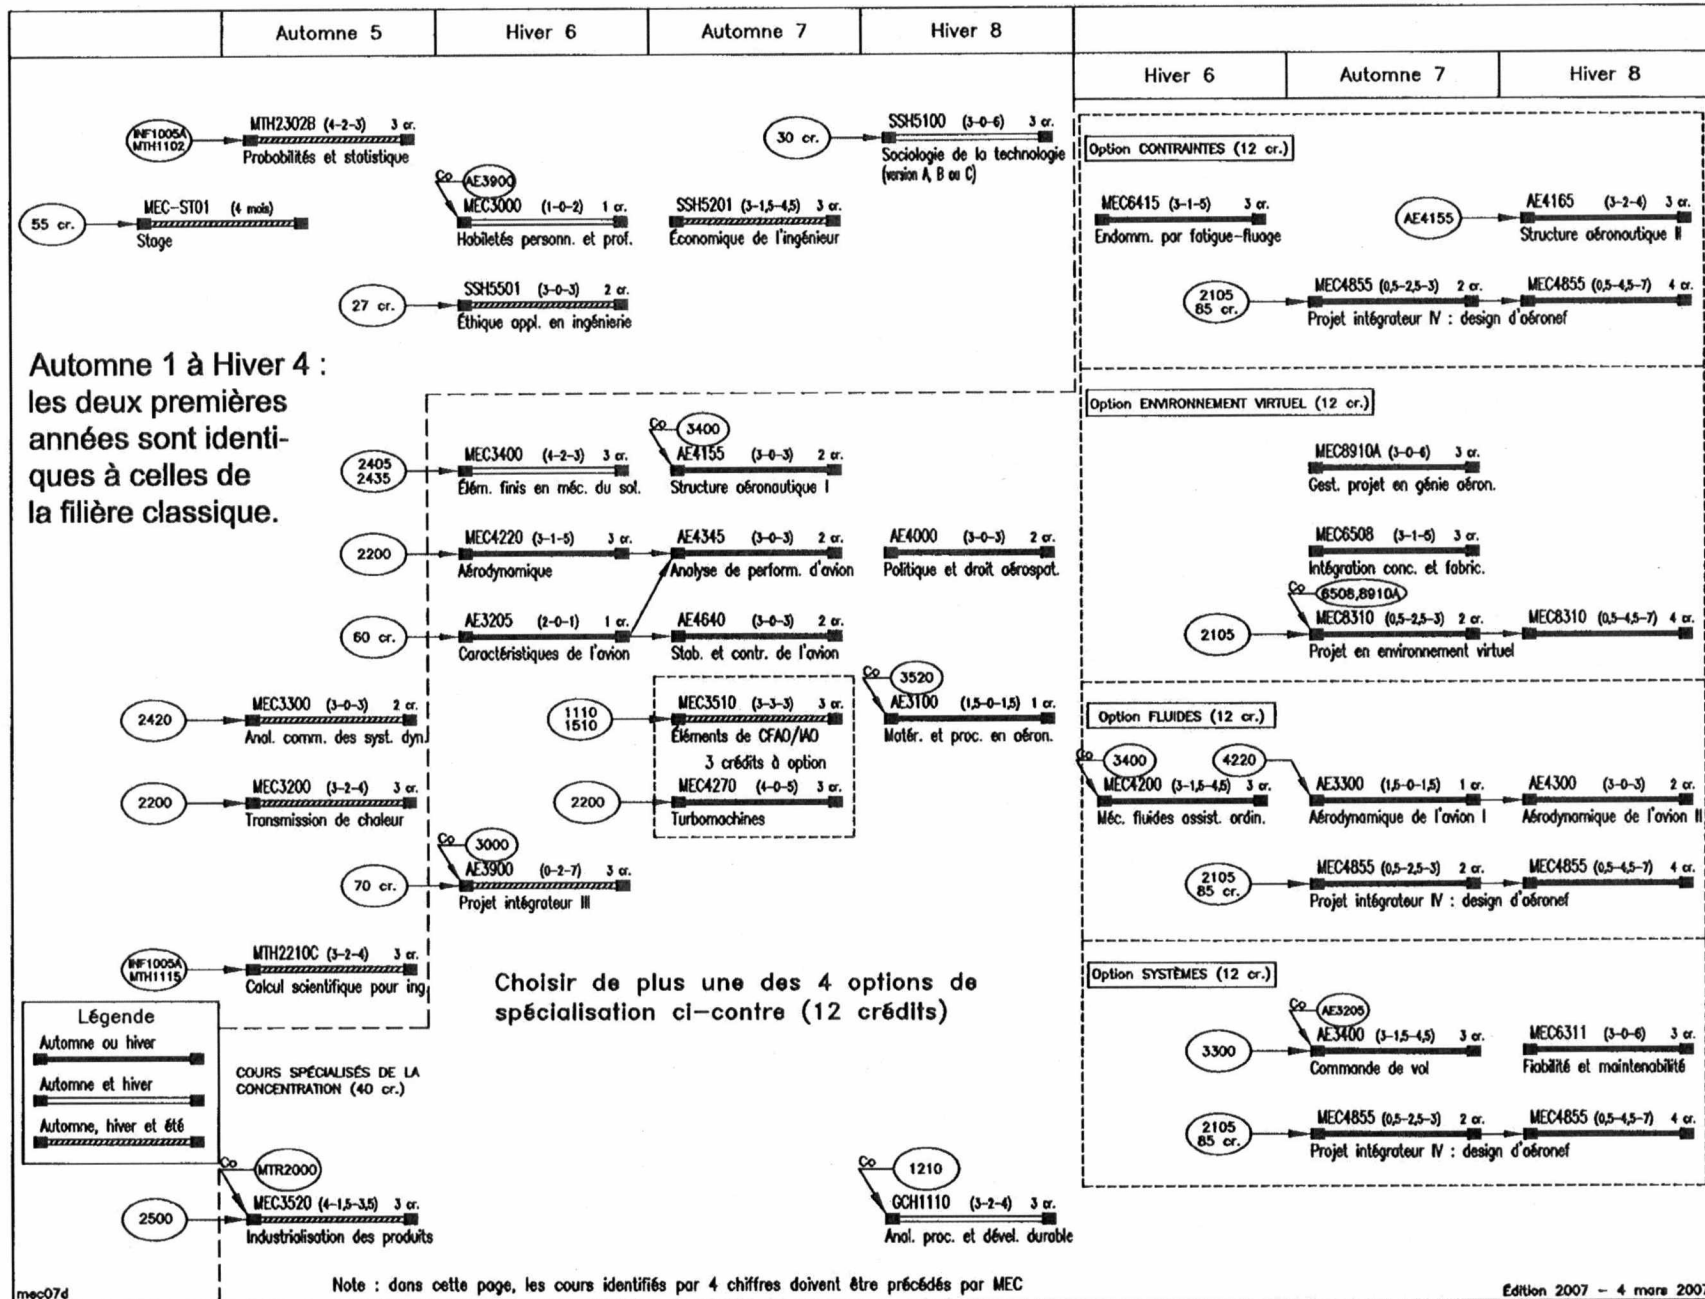 Automne 5
Hiver 6
Automne 7
Hiver 8
Hiver 6
Automne 7
Hiver 8
INF1005A
MTH1102
MTH2302B (4-2-3) 3 cr.
Probabilités et statistique
30 cr.
SSH5100 (3-0-6) 3 cr.
Sociologie de la technologie
(version A, B ou C)
55 cr.
MEC-ST01 (4 mois)
Stage
Co
AE3900
MEC3000 (1-0-2) 1 cr.
Habiletés personn. et prof.
SSH5201 (3-1,5-4,5) 3 cr.
Économique de l'ingénieur
27 cr.
SSH5501 (3-0-3) 2 cr.
Éthique appl. en ingénierie
Automne 1 à Hiver 4 :
les deux premières
années sont identi-
ques à celles de
la filière classique.
2405
2435
MEC3400 (4-2-3) 3 cr.
Élém. finis en méc. du sol.
Co
3400
AE4155 (3-0-3) 2 cr.
Structure aéronautique I
2200
MEC4220 (3-1-5) 3 cr.
Aérodynamique
AE4345 (3-0-3) 2 cr.
Analyse de perform. d'avion
AE4000 (3-0-3) 2 cr.
Politique et droit aérospat.
60 cr.
AE3205 (2-0-1) 1 cr.
Caractéristiques de l'avion
AE4640 (3-0-3) 2 cr.
Stab. et contr. de l'avion
2420
MEC3300 (3-0-3) 2 cr.
Anal. comm. des syst. dyn.
1110
1510
MEC3510 (3-3-3) 3 cr.
Éléments de CFAO/IAO
3 crédits à option
Co
3520
AE3100 (1,5-0-1,5) 1 cr.
Matér. et proc. en aéron.
2200
MEC3200 (3-2-4) 3 cr.
Transmission de chaleur
2200
MEC4270 (4-0-5) 3 cr.
Turbomachines
Co
3000
70 cr.
AE3900 (0-2-7) 3 cr.
Projet intégrateur III
INF1005A
MTH1115
MTH2210C (3-2-4) 3 cr.
Calcul scientifique pour ing.
Choisir de plus une des 4 options de
spécialisation ci-contre (12 crédits)
Légende
Automne ou hiver
Automne et hiver
Automne, hiver et été
COURS SPÉCIALISÉS DE LA
CONCENTRATION (40 cr.)
Co
MTR2000
2500
MEC3520 (4-1,5-3,5) 3 cr.
Industrialisation des produits
Co
1210
GCH1110 (3-2-4) 3 cr.
Anal. proc. et dével. durable
Option CONTRAINTES (12 cr.)
MEC6415 (3-1-5) 3 cr.
Endomm. par fatigue-fluage
AE4155
AE4165 (3-2-4) 3 cr.
Structure aéronautique II
2105
85 cr.
MEC4855 (0,5-2,5-3) 2 cr.
MEC4855 (0,5-4,5-7) 4 cr.
Projet intégrateur IV : design d'aéronef
Option ENVIRONNEMENT VIRTUEL (12 cr.)
MEC8910A (3-0-6) 3 cr.
Gest. projet en génie aéron.
MEC6508 (3-1-5) 3 cr.
Intégration conc. et fabric.
Co
6508,8910A
2105
MEC8310 (0,5-2,5-3) 2 cr.
MEC8310 (0,5-4,5-7) 4 cr.
Projet en environnement virtuel
Option FLUIDES (12 cr.)
Co
3400
4220
MEC4200 (3-1,5-4,5) 3 cr.
Méc. fluides assist. ordin.
AE3300 (1,5-0-1,5) 1 cr.
Aérodynamique de l'avion I
AE4300 (3-0-3) 2 cr.
Aérodynamique de l'avion II
2105
85 cr.
MEC4855 (0,5-2,5-3) 2 cr.
MEC4855 (0,5-4,5-7) 4 cr.
Projet intégrateur IV : design d'aéronef
Option SYSTÈMES (12 cr.)
Co
AE3205
3300
AE3400 (3-1,5-4,5) 3 cr.
Commande de vol
MEC6311 (3-0-6) 3 cr.
Fiabilité et maintenabilité
2105
85 cr.
MEC4855 (0,5-2,5-3) 2 cr.
MEC4855 (0,5-4,5-7) 4 cr.
Projet intégrateur IV : design d'aéronef
mec07d
Note : dans cette page, les cours identifiés par 4 chiffres doivent être précédés par MEC
Édition 2007 - 4 mars 2007